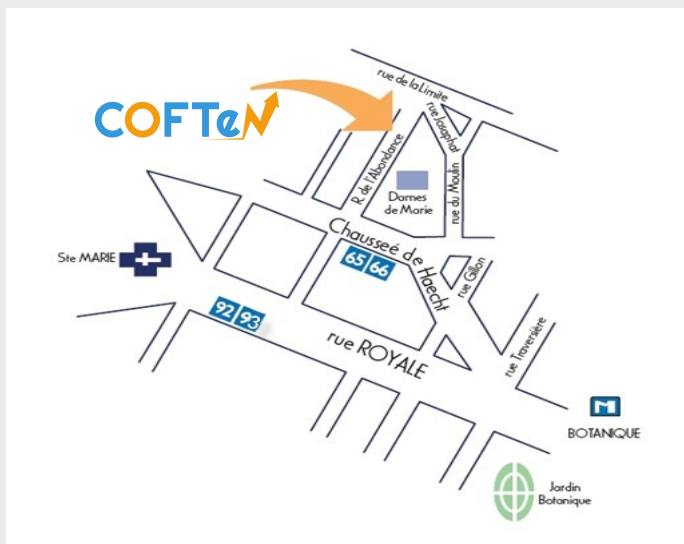 rue de la Limite
COFTeN
rue Josaphat
R. de l'Abondance
rue du Moulin
Dames
de Marie
Chausseé de Haecht
Ste MARIE
65 66
rue Gillon
92 93
rue ROYALE
rue Traversière
M
BOTANIQUE
Jardin
Botanique